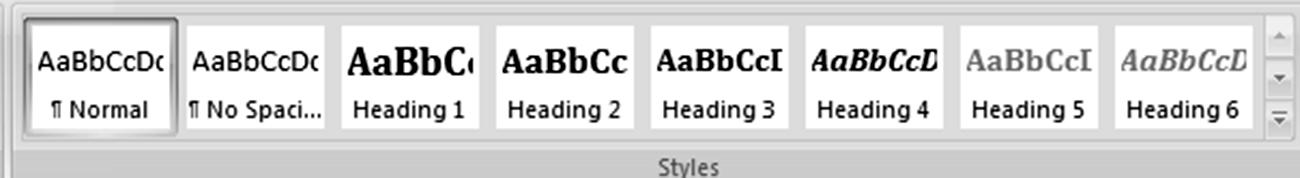 AaBbCcDc AaBbCcDc AaBbC AaBbCc AaBbCcI AaBbCcD AaBbCcI AaBbCcD
¶ Normal ¶ No Spaci... Heading 1 Heading 2 Heading 3 Heading 4 Heading 5 Heading 6
Styles